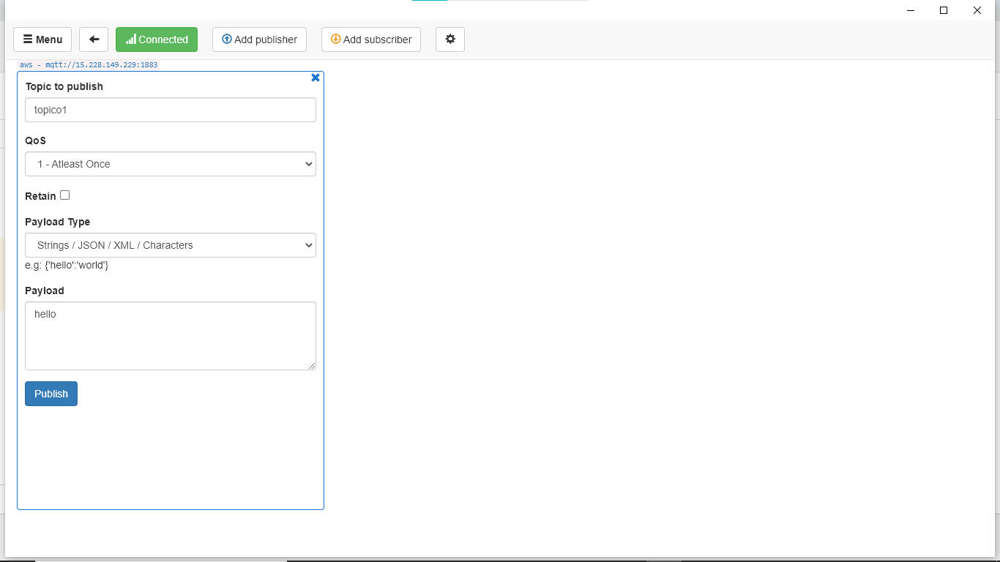 Menu Connected Add publisher Add subscriber
aws - mqtt://15.228.149.229:1883
Topic to publish
topico1
QoS
1 - Atleast Once
Retain
Payload Type
Strings / JSON / XML / Characters
e.g: {'hello':'world'}
Payload
hello
Publish